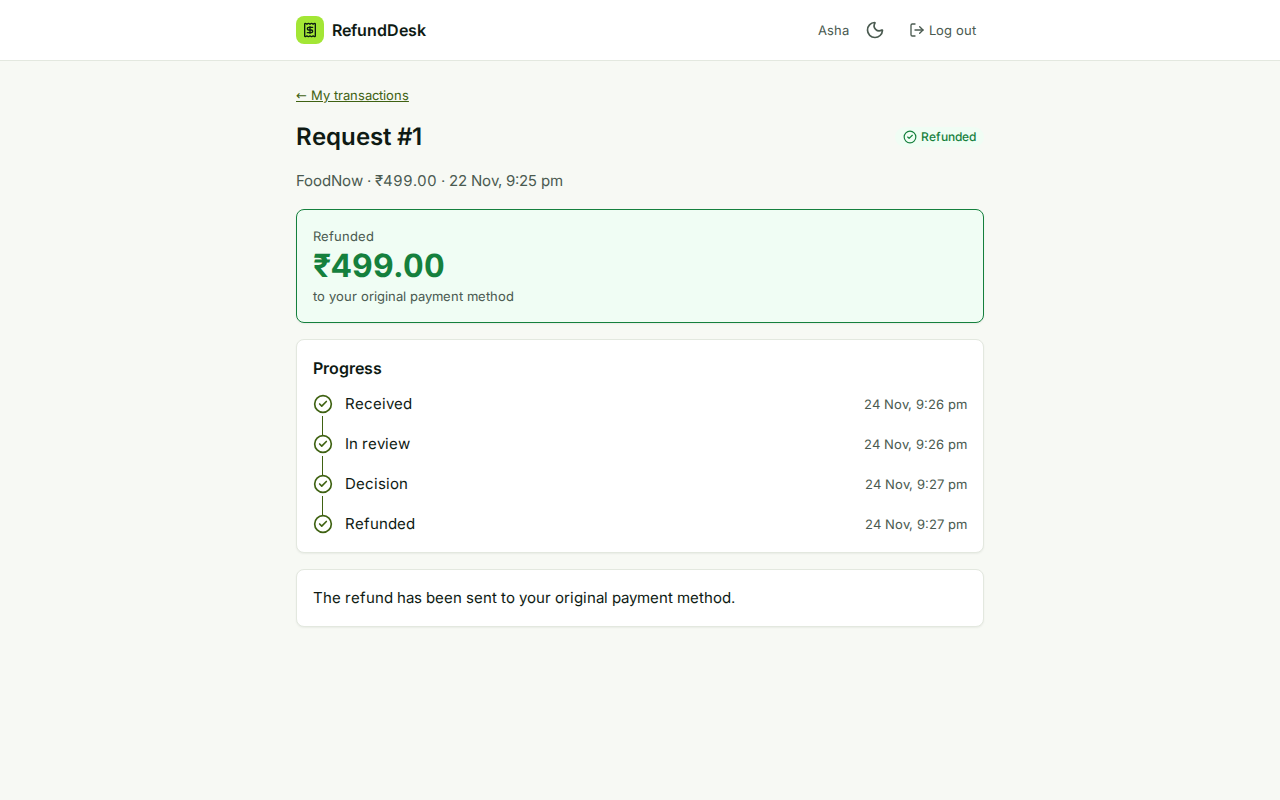 RefundDesk
Asha
Log out
← My transactions
Request #1
Refunded
FoodNow · ₹499.00 · 22 Nov, 9:25 pm
Refunded
₹499.00
to your original payment method
Progress
Received 24 Nov, 9:26 pm
In review 24 Nov, 9:26 pm
Decision 24 Nov, 9:27 pm
Refunded 24 Nov, 9:27 pm
The refund has been sent to your original payment method.